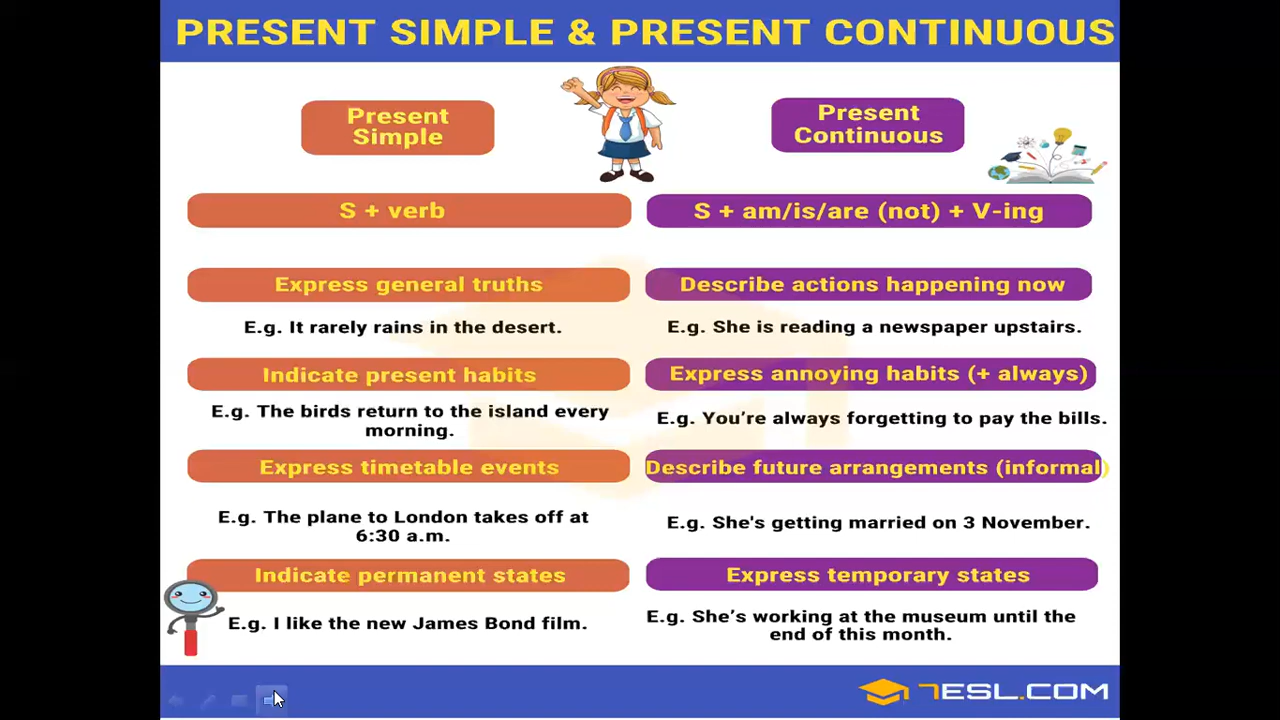 PRESENT SIMPLE & PRESENT CONTINUOUS
Present
Simple
Present
Continuous
S + verb
S + am/is/are (not) + V-ing
Express general truths
Describe actions happening now
E.g. It rarely rains in the desert.
E.g. She is reading a newspaper upstairs.
Indicate present habits
Express annoying habits (+ always)
E.g. The birds return to the island every
morning.
E.g. You’re always forgetting to pay the bills.
Express timetable events
Describe future arrangements (informal)
E.g. The plane to London takes off at
6:30 a.m.
E.g. She's getting married on 3 November.
Indicate permanent states
Express temporary states
E.g. I like the new James Bond film.
E.g. She’s working at the museum until the
end of this month.
7ESL.COM